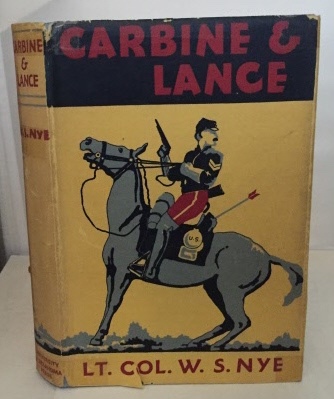 CARBINE
&
LANCE
W. S. NYE
CARBINE &
LANCE
U.S
LT. COL. W. S. NYE